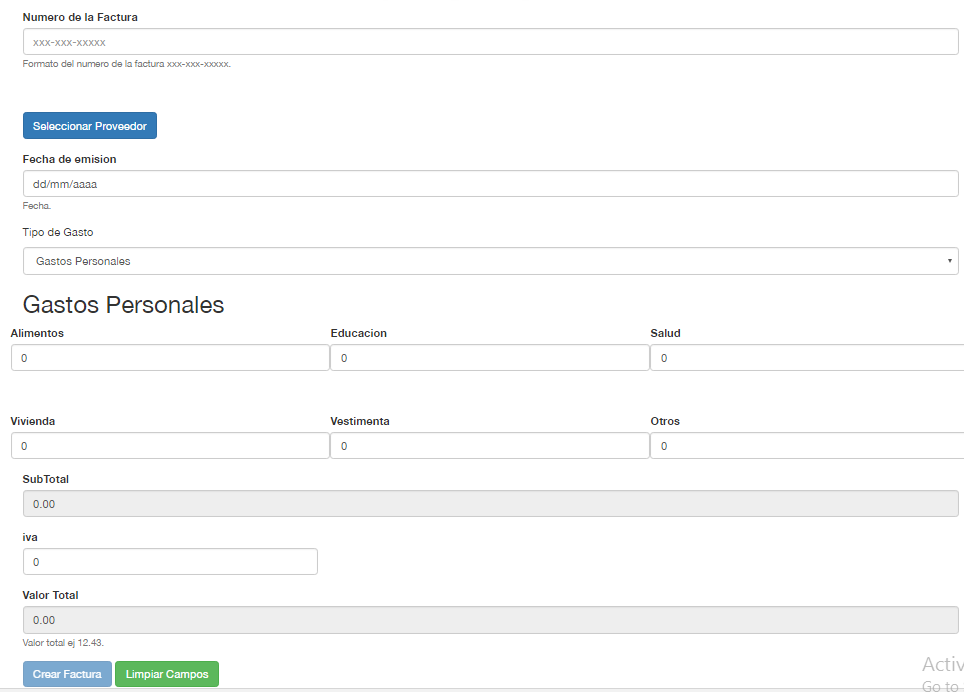 Numero de la Factura
xxx-xxx-xxxxx
Formato del numero de la factura xxx-xxx-xxxxx.
Seleccionar Proveedor
Fecha de emision
dd/mm/aaaa
Fecha.
Tipo de Gasto
Gastos Personales
Gastos Personales
Alimentos Educacion Salud
0 0 0
Vivienda Vestimenta Otros
0 0 0
SubTotal
0.00
iva
0
Valor Total
0.00
Valor total ej 12.43.
Crear Factura Limpiar Campos
Activ
Go to